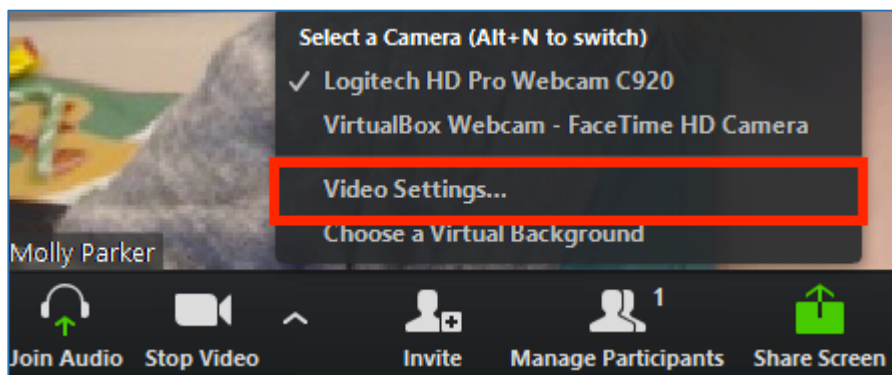 Select a Camera (Alt+N to switch)
✓ Logitech HD Pro Webcam C920
VirtualBox Webcam - FaceTime HD Camera
Video Settings...
Choose a Virtual Background
Molly Parker
1
Join Audio Stop Video Invite Manage Participants Share Screen